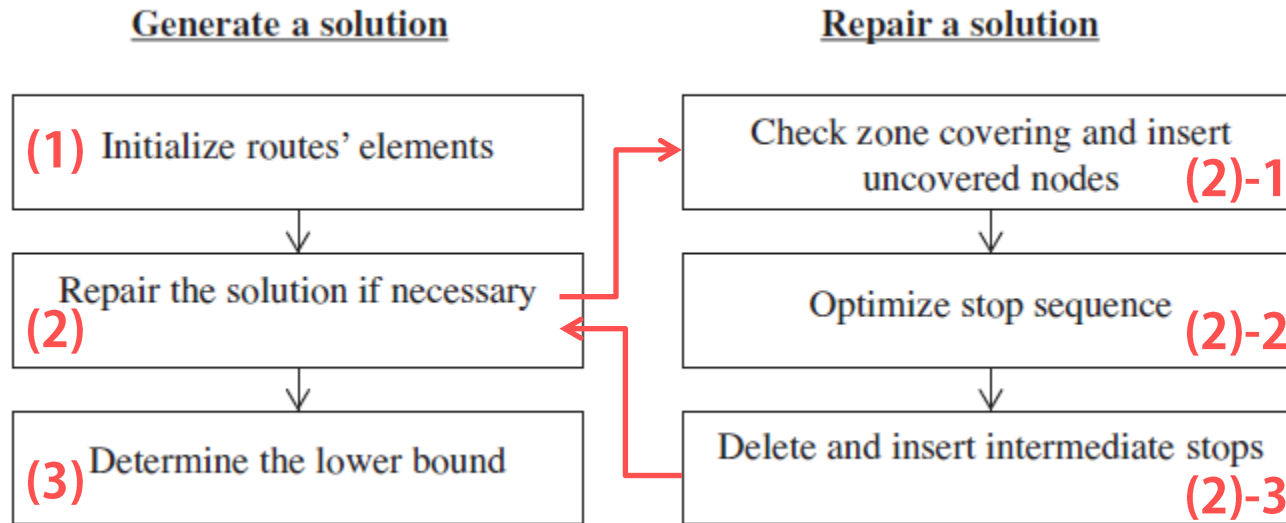 Generate a solution
(1) Initialize routes' elements
Repair the solution if necessary
(2)
(3) Determine the lower bound
Repair a solution
Check zone covering and insert
uncovered nodes (2)-1
Optimize stop sequence (2)-2
Delete and insert intermediate stops
(2)-3